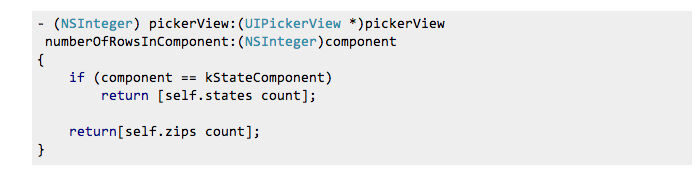 - (NSInteger) pickerView:(UIPickerView *)pickerView
 numberOfRowsInComponent:(NSInteger)component
{
    if (component == kStateComponent)
        return [self.states count];

    return[self.zips count];
}